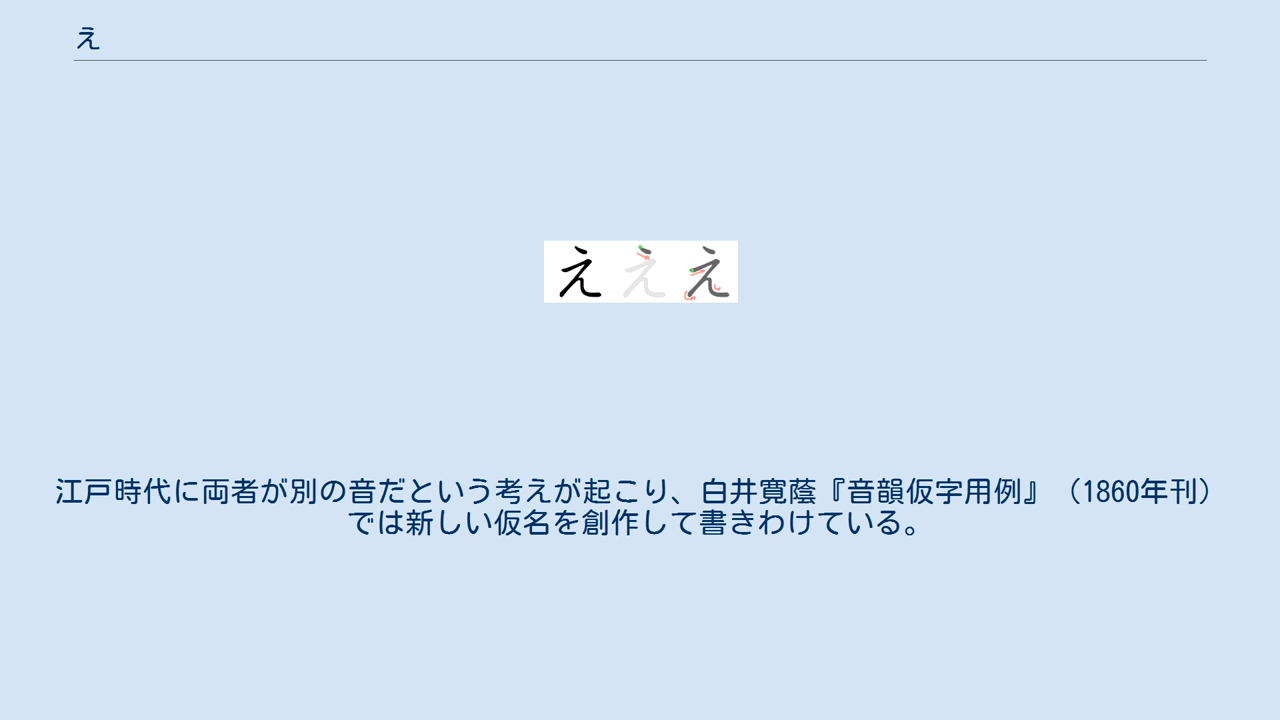 え
え え え
江戸時代に両者が別の音だという考えが起こり、白井寛蔭『音韻仮字用例』（1860年刊）
では新しい仮名を創作して書きわけている。